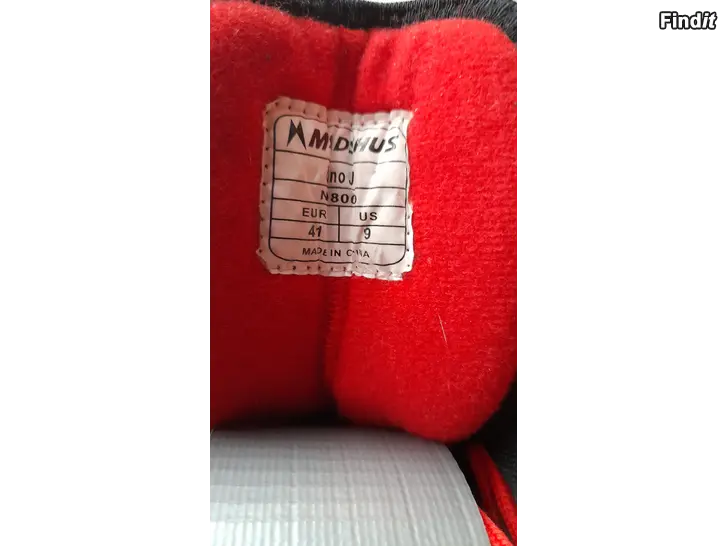 Findit
MADSHUS
N800
EUR US
41 9
MADE IN CHINA